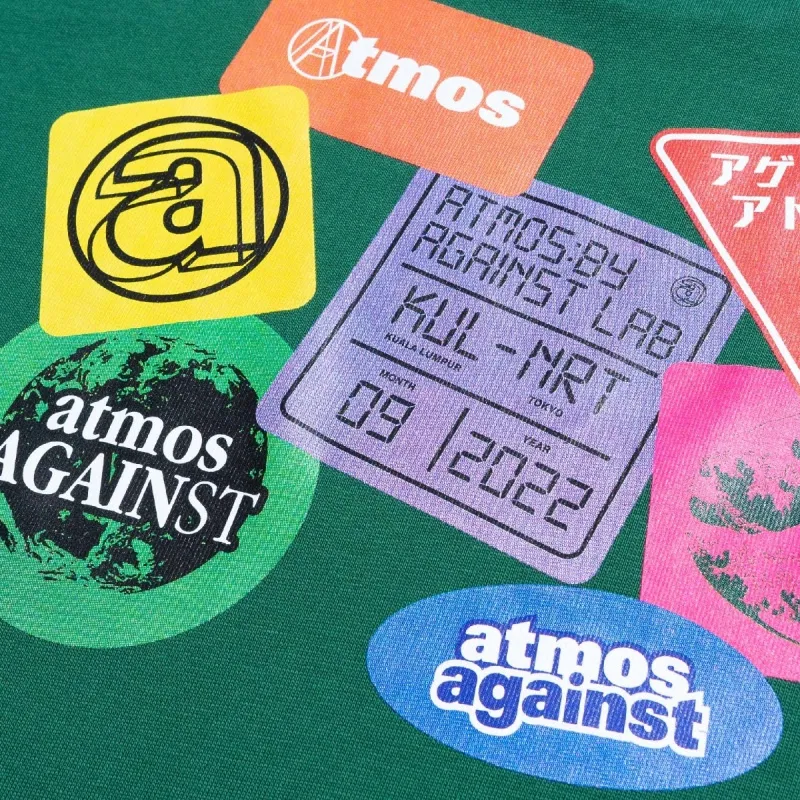 Atmos
a
アゲ
アト
ATMOS:BY
AGAINST LAB
KUL-NRT
KUALA LUMPUR
TOKYO
MONTH
YEAR
09
2022
atmos
AGAINST
atmos
against